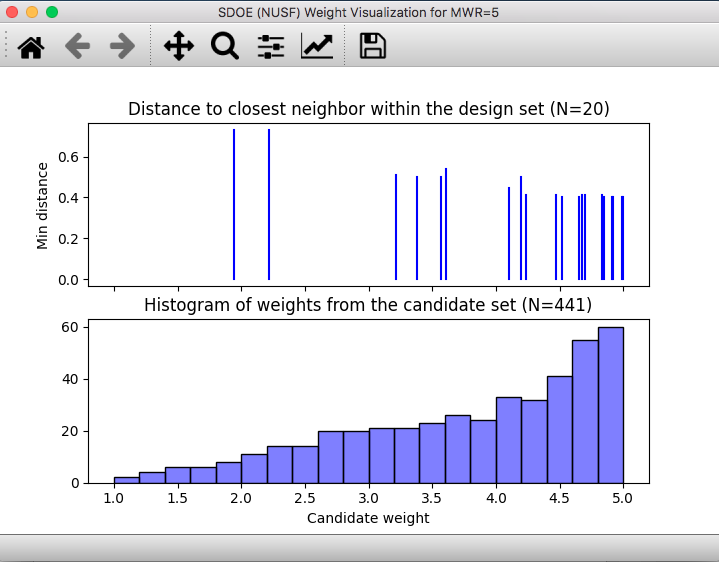 SDOE (NUSF) Weight Visualization for MWR=5
Distance to closest neighbor within the design set (N=20)
Min distance
0.6
0.4
0.2
0.0
Histogram of weights from the candidate set (N=441)
60
40
20
0
1.0 1.5 2.0 2.5 3.0 3.5 4.0 4.5 5.0
Candidate weight